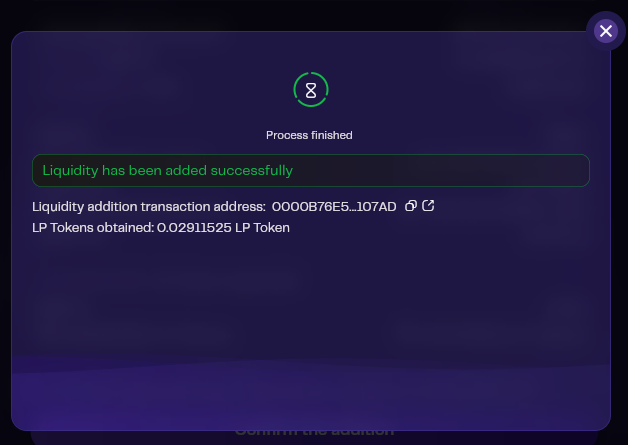 Process finished
Liquidity has been added successfully
Liquidity addition transaction address: 0000B76E5...107AD
LP Tokens obtained: 0.02911525 LP Token
Confirm the addition